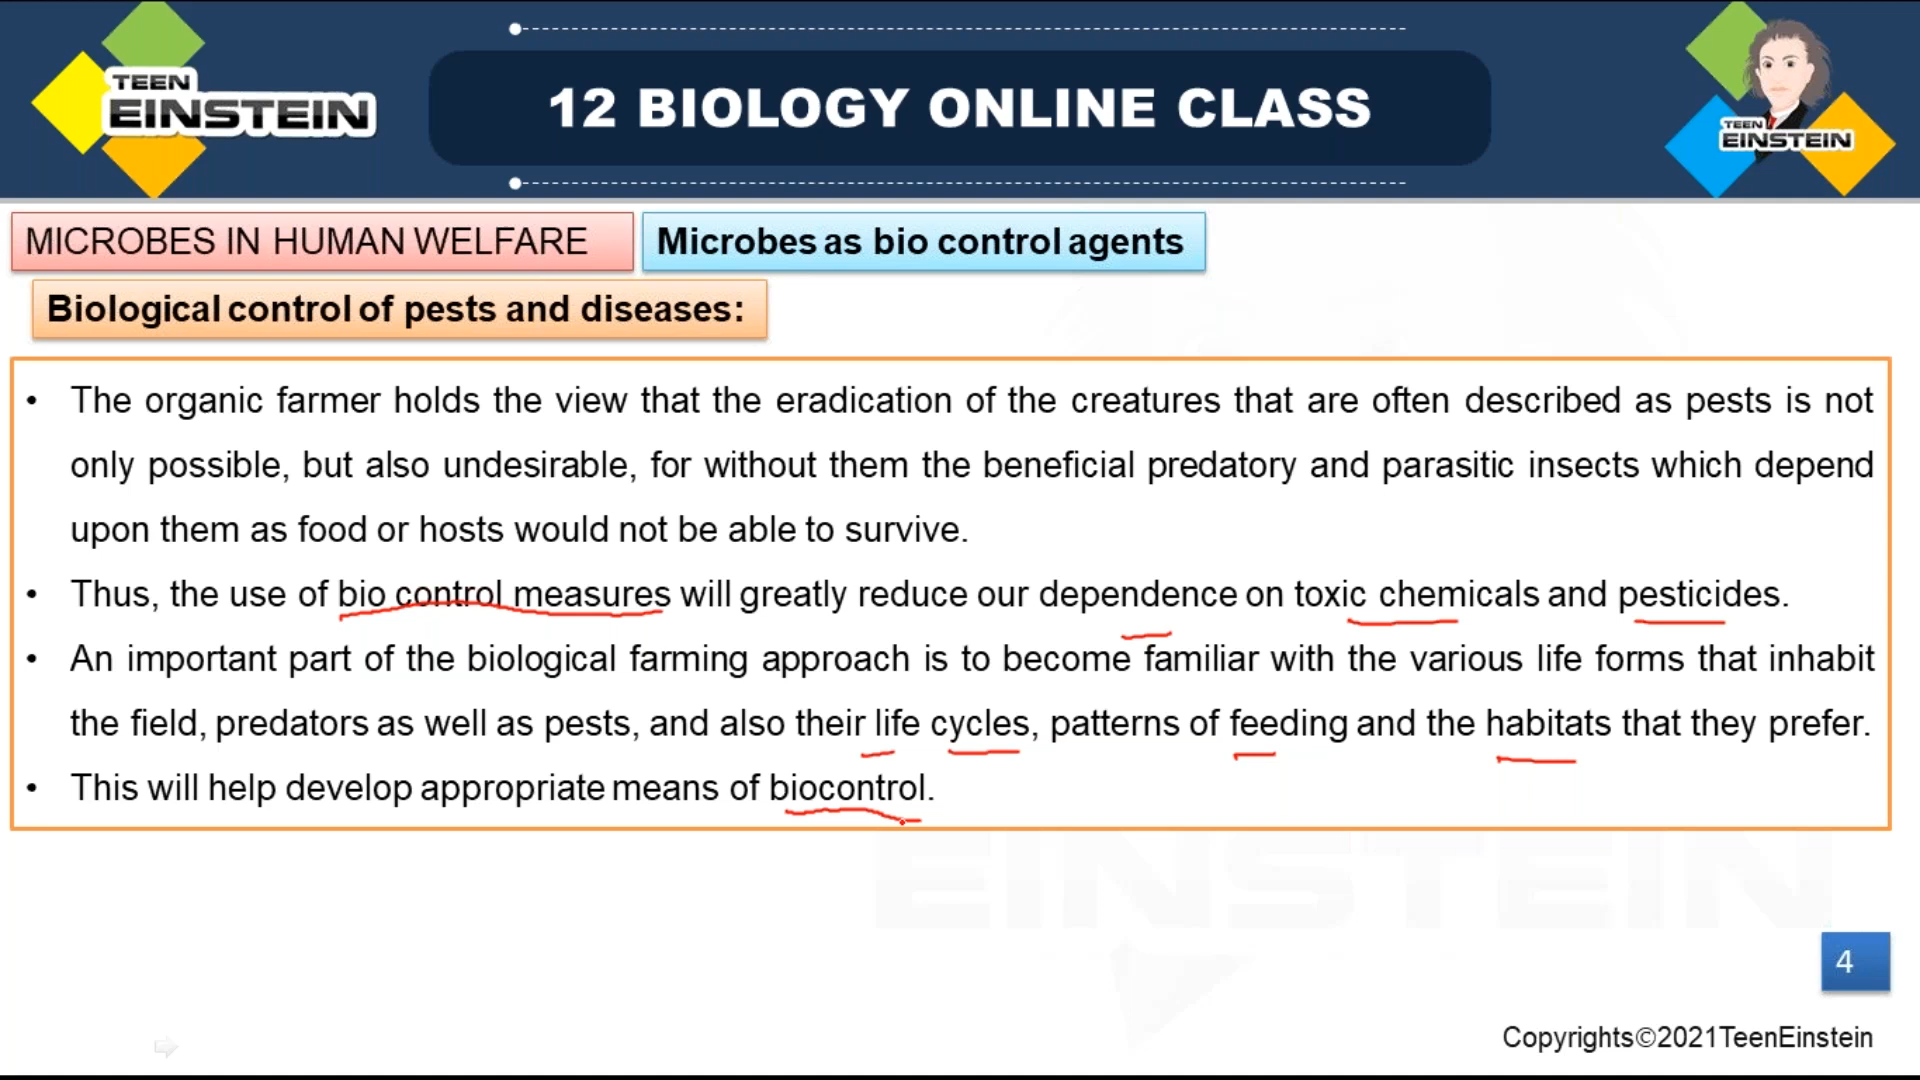 TEEN
EINSTEIN
12 BIOLOGY ONLINE CLASS
TEEN
EINSTEIN
MICROBES IN HUMAN WELFARE
Microbes as bio control agents
Biological control of pests and diseases:
• The organic farmer holds the view that the eradication of the creatures that are often described as pests is not
only possible, but also undesirable, for without them the beneficial predatory and parasitic insects which depend
upon them as food or hosts would not be able to survive.
• Thus, the use of bio control measures will greatly reduce our dependence on toxic chemicals and pesticides.
• An important part of the biological farming approach is to become familiar with the various life forms that inhabit
the field, predators as well as pests, and also their life cycles, patterns of feeding and the habitats that they prefer.
• This will help develop appropriate means of biocontrol.
EINSTEIN
4
Copyrights©2021TeenEinstein